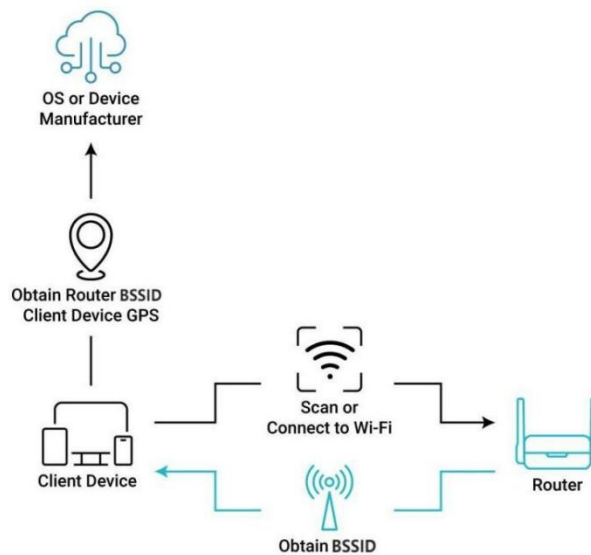 OS or Device
Manufacturer
Obtain Router BSSID
Client Device GPS
Scan or
Connect to Wi-Fi
Client Device
Router
Obtain BSSID